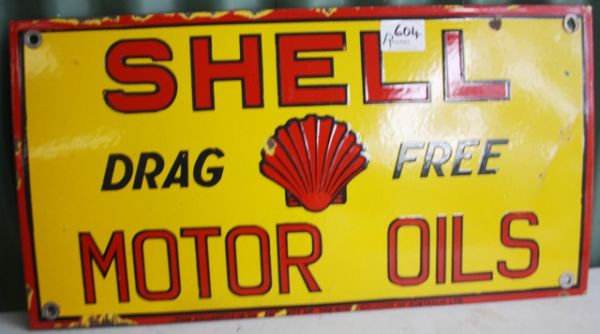 604
SHELL
DRAG FREE
MOTOR OILS